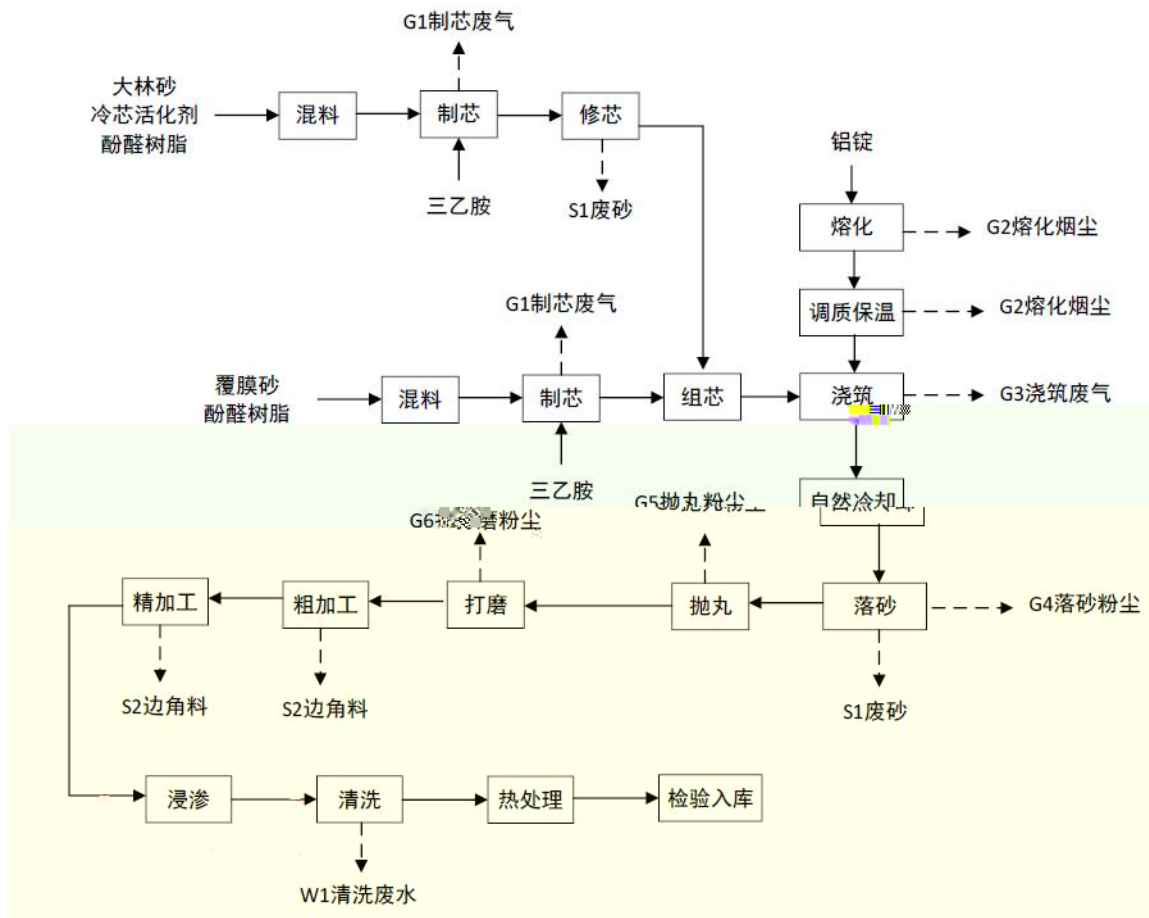 G1制芯废气
大林砂
冷芯活化剂
酚醛树脂
混料
制芯
修芯
三乙胺
S1废砂
铝锭
熔化
G2熔化烟尘
调质保温
G2熔化烟尘
G1制芯废气
覆膜砂
酚醛树脂
混料
制芯
组芯
浇筑
G3浇筑废气
三乙胺
自然冷却
G5抛丸粉尘
磨粉尘
精加工
粗加工
打磨
抛丸
落砂
G4落砂粉尘
S2边角料
S2边角料
S1废砂
浸渗
清洗
热处理
检验入库
W1清洗废水